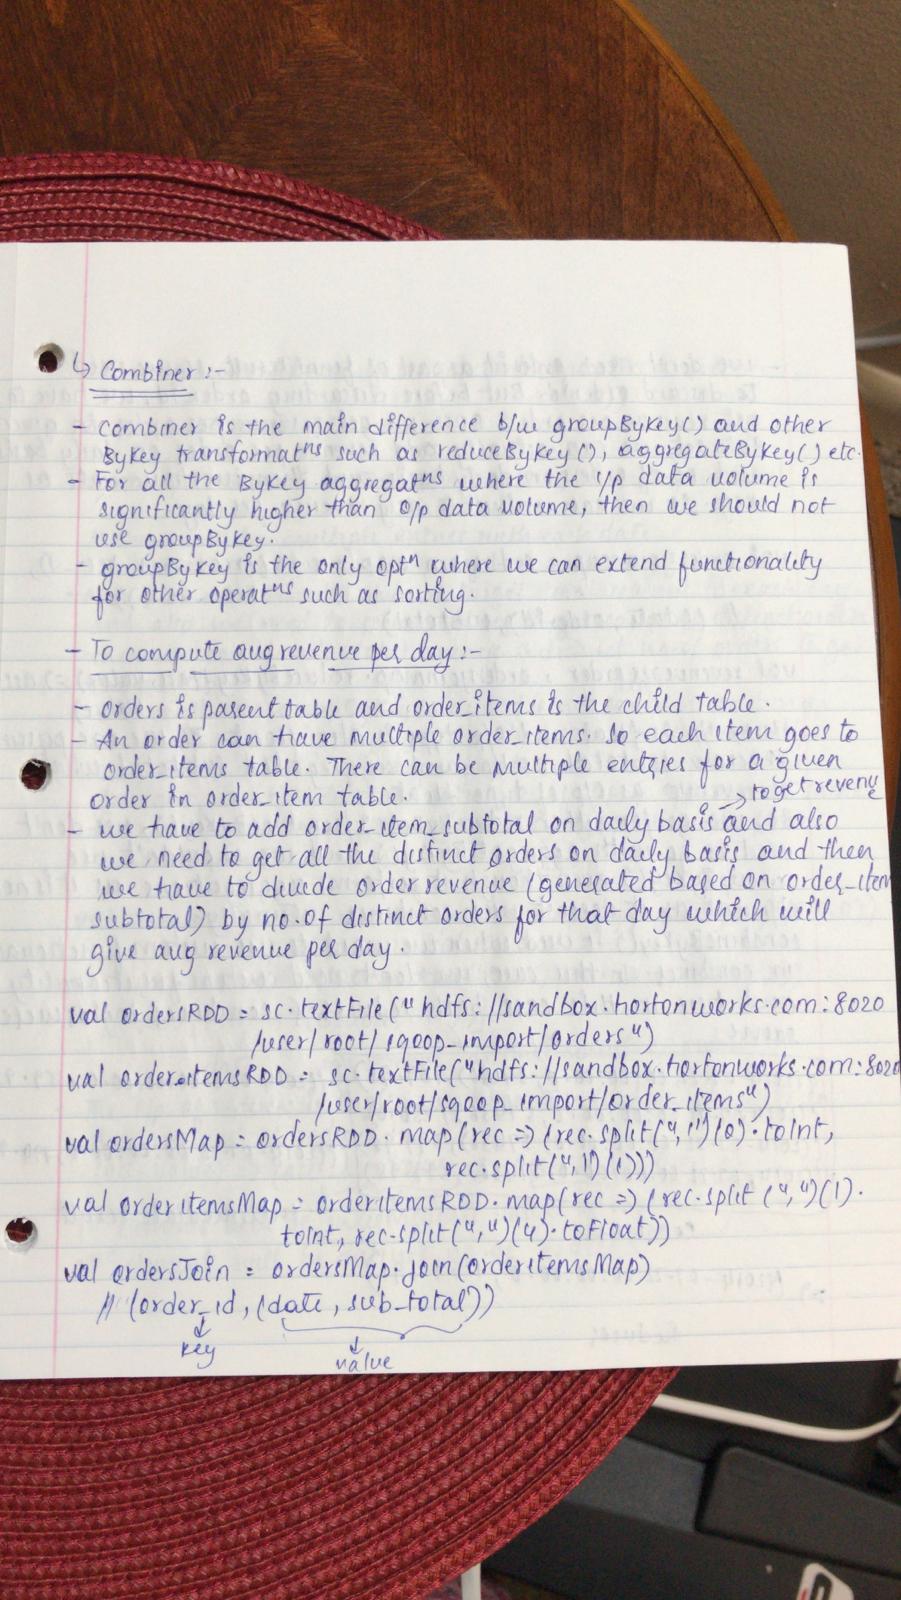 ↳ Combiner :-
- Combiner is the main difference b/w groupByKey() and other
ByKey transformatns such as reduceByKey(), aggregateByKey() etc.
- For all the ByKey aggregatns where the i/p data volume is
significantly higher than o/p data volume, then we should not
use groupByKey.
- groupByKey is the only optn where we can extend functionality
for other operatns such as sorting.
- To compute avg revenue per day :-
- orders is parent table and order_items is the child table.
- An order can have multiple order_items. so each item goes to
order_items table. There can be multiple entries for a given
order in order_item table.
→ to get revenue
- we have to add order_item_subtotal on daily basis and also
we need to get all the distinct orders on daily basis and then
we have to divide order revenue (generated based on order_item
subtotal) by no. of distinct orders for that day which will
give avg revenue per day.
val ordersRDD = sc.textFile("hdfs://sandbox.hortonworks.com:8020
/user/root/sqoop_import/orders")
val orderitemsRDD = sc.textFile("hdfs://sandbox.hortonworks.com:8020
/user/root/sqoop_import/order_items")
val ordersMap = ordersRDD.map(rec => (rec.split(",")(0).toInt,
rec.split(",")(1)))
val orderitemsMap = orderitemsRDD.map(rec => (rec.split(",")(1).
toInt, rec.split(",")(4).toFloat))
val ordersJoin = ordersMap.join(orderitemsMap)
// (order_id, (date, sub_total))
key
value